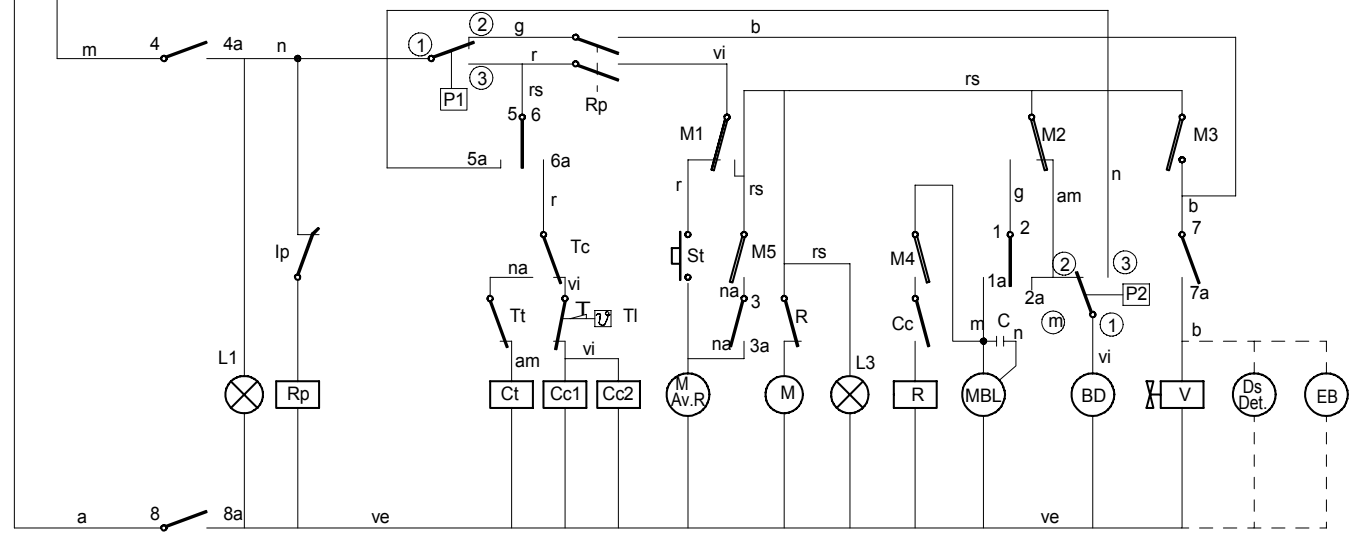 2 g b
m 4 4a n 1 r vi
3 rs
P1 rs Rp
5 6 M1 M2 M3
5a 6a
r r rs g am n b
Ip Tc St M5 M4 1 2 7
na vi rs 2 3
na 3 1a 2a P2 7a
Tt Tl R Cc m C n m 1
na 3a b
L1 am vi L3 vi
Rp Ct Cc1 Cc2 M Av.R M R MBL BD V Ds Det. EB
a 8 8a ve ve